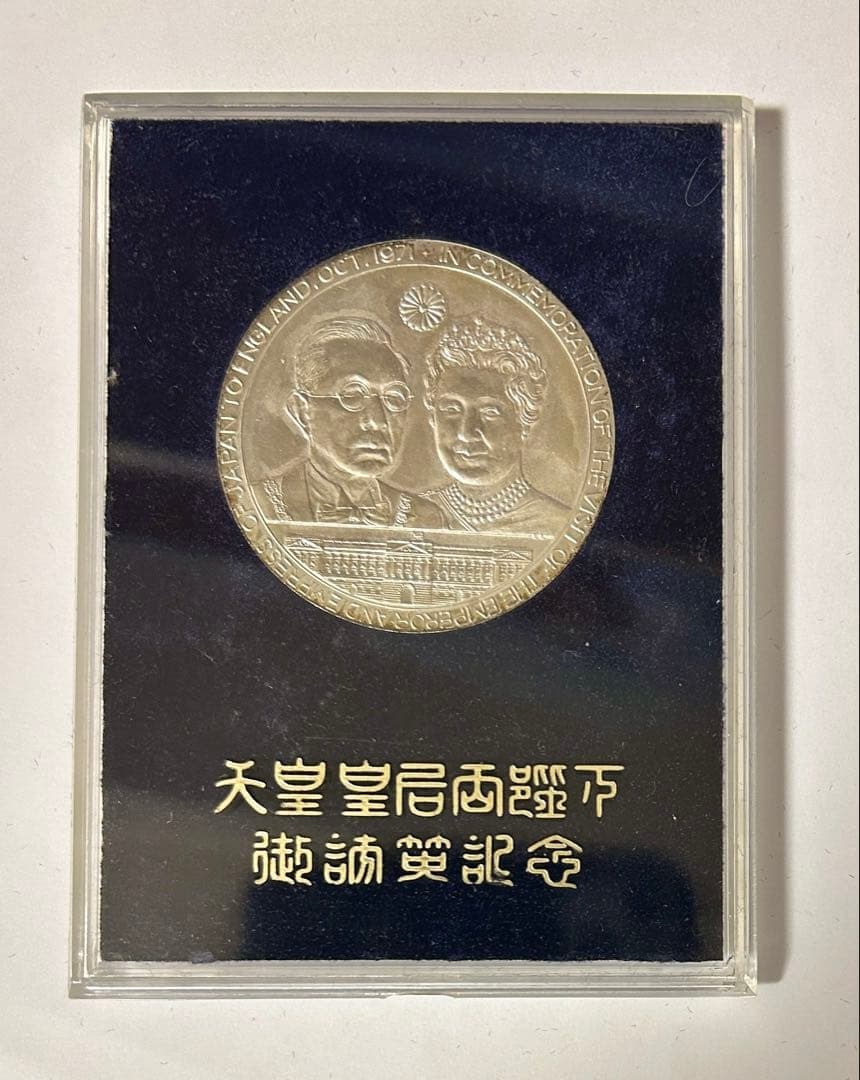 IN COMMEMORATION OF THE VISIT OF THE EMPEROR AND EMPRESS OF JAPAN TO ENGLAND, OCT. 1971 •
天皇皇后両陛下
御訪英記念